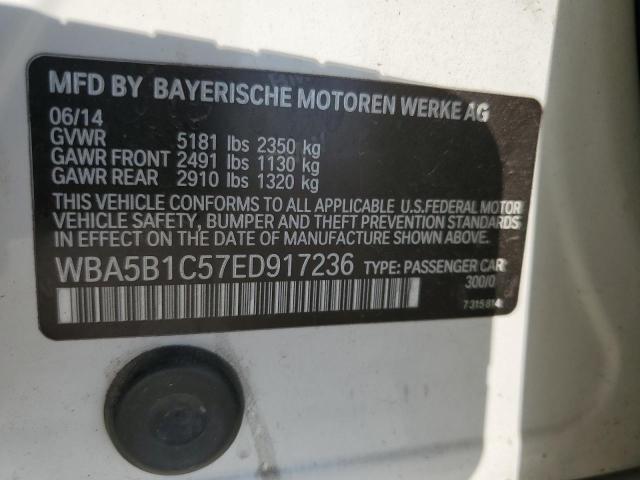 MFD BY BAYERISCHE MOTOREN WERKE AG
06/14
GVWR 5181 lbs 2350 kg
GAWR FRONT 2491 lbs 1130 kg
GAWR REAR 2910 lbs 1320 kg
THIS VEHICLE CONFORMS TO ALL APPLICABLE U.S.FEDERAL MOTOR
VEHICLE SAFETY, BUMPER AND THEFT PREVENTION STANDARDS
IN EFFECT ON THE DATE OF MANUFACTURE SHOWN ABOVE.
WBA5B1C57ED917236 TYPE: PASSENGER CAR
300/0
7315814